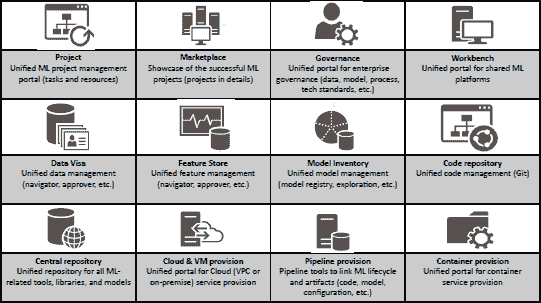 Project
Unified ML project management
portal (tasks and resources)
Marketplace
Showcase of the successful ML
projects (projects in details)
Governance
Unified portal for enterprise
governance (data, model, process,
tech standards, etc.)
Workbench
Unified portal for shared ML
platforms
Data Visa
Unified data management
(navigator, approver, etc.)
Feature Store
Unified feature management
(navigator, approver, etc.)
Model Inventory
Unified model management
(model registry, exploration, etc.)
Code repository
Unified code management (Git)
Central repository
Unified repository for all ML-
related tools, libraries, and models
Cloud & VM provision
Unified portal for Cloud (VPC or
on-premise) service provision
Pipeline provision
Pipeline tools to link ML lifecycle
and artifacts (code, model,
configuration, etc.)
Container provision
Unified portal for container
service provision